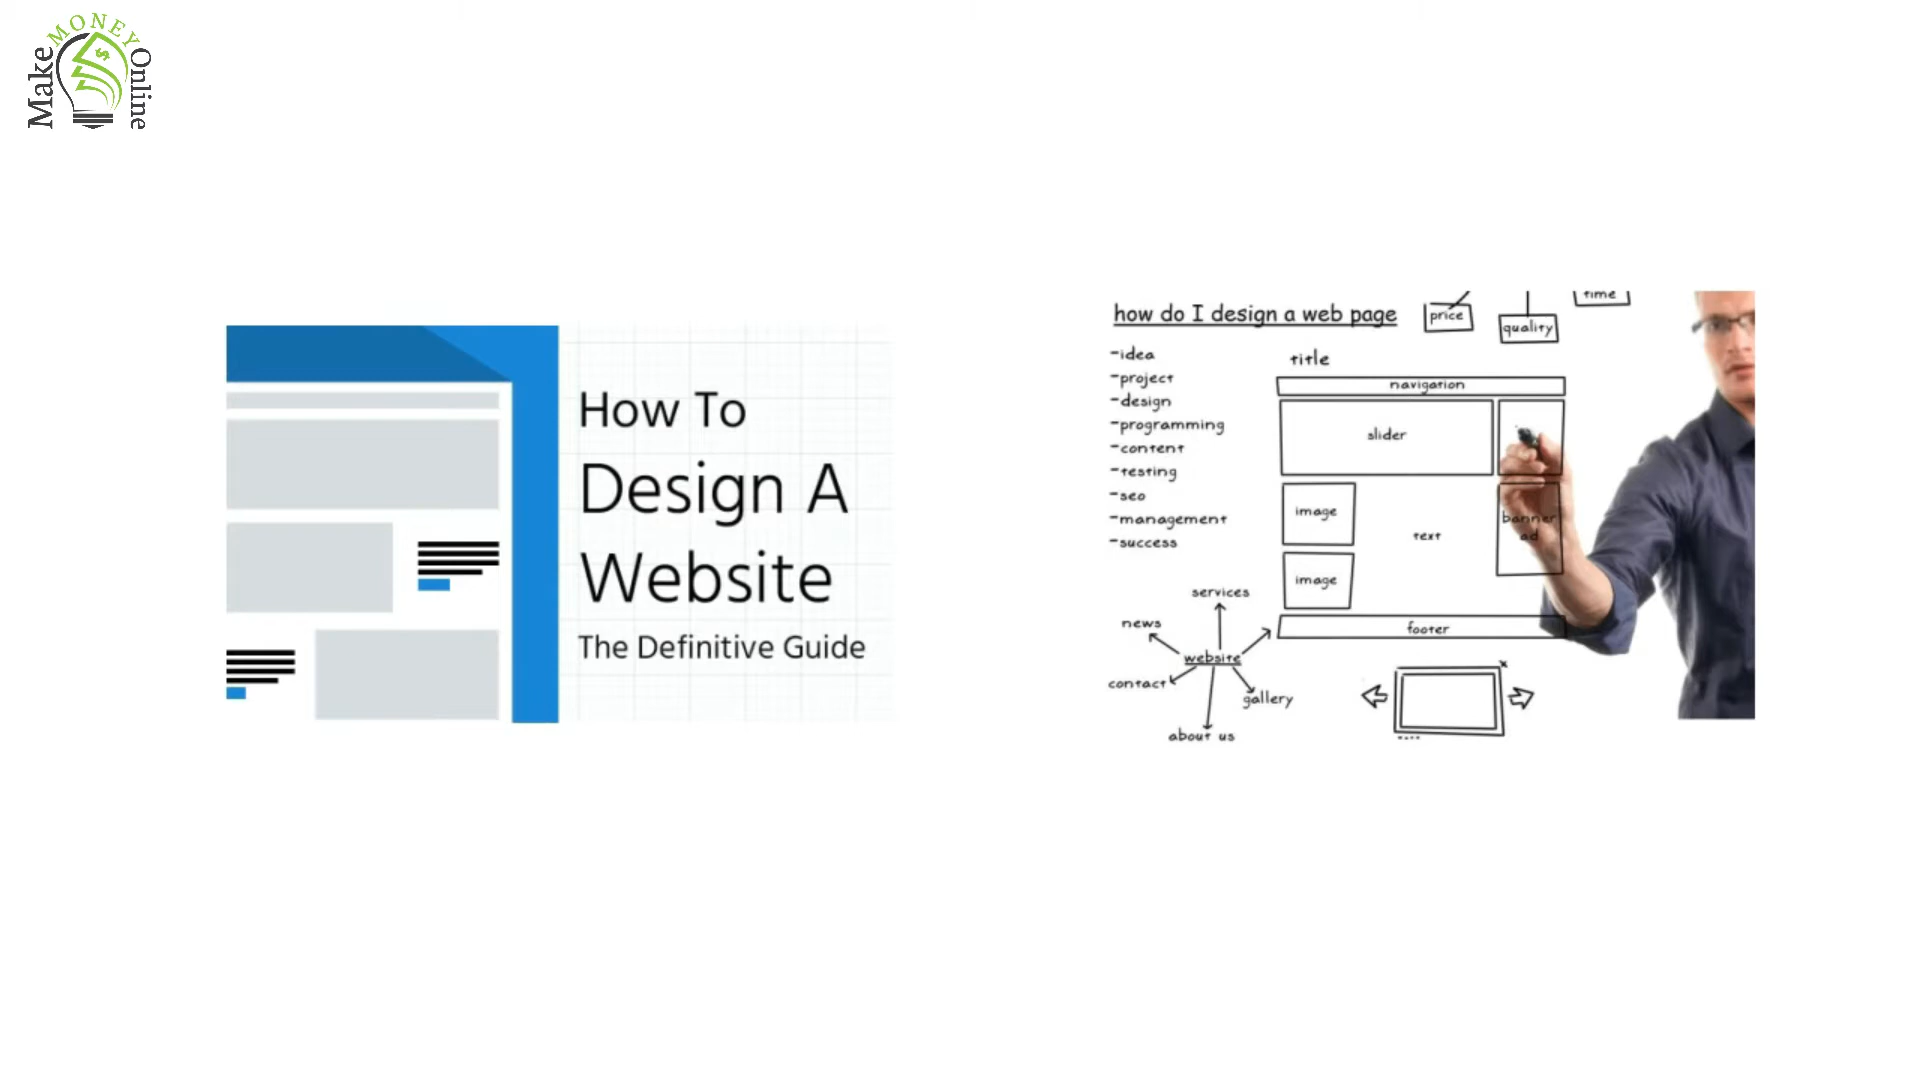 Make MONEY Online
How To
Design A
Website
The Definitive Guide
how do I design a web page
price
quality
time
-idea
-project
-design
-programming
-content
-testing
-seo
-management
-success
title
navigation
slider
image
text
banner
ad
image
footer
services
news
website
contact
gallery
about us